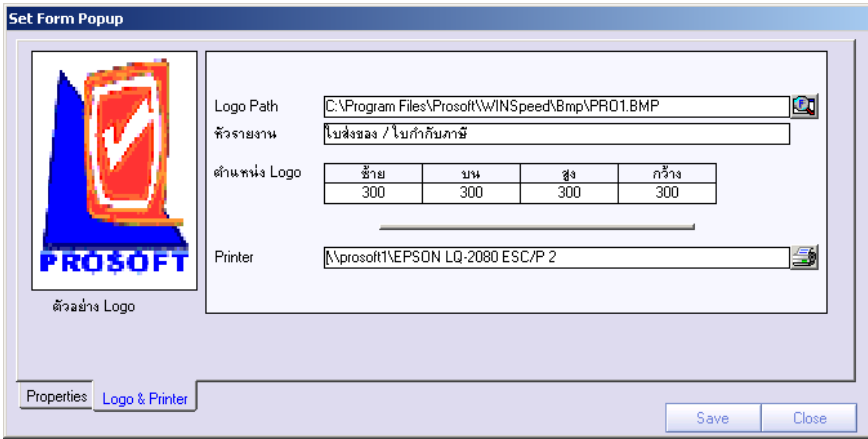 Set Form Popup
PROSOFT
ตัวอย่าง Logo
Logo Path C:\Program Files\Prosoft\WINSpeed\Bmp\PRO1.BMP
หัวรายงาน ใบส่งของ / ใบกำกับภาษี
ตำแหน่ง Logo ซ้าย บน สูง กว้าง
300 300 300 300
Printer \\prosoft1\EPSON LQ-2080 ESC/P 2
Properties Logo & Printer
Save Close